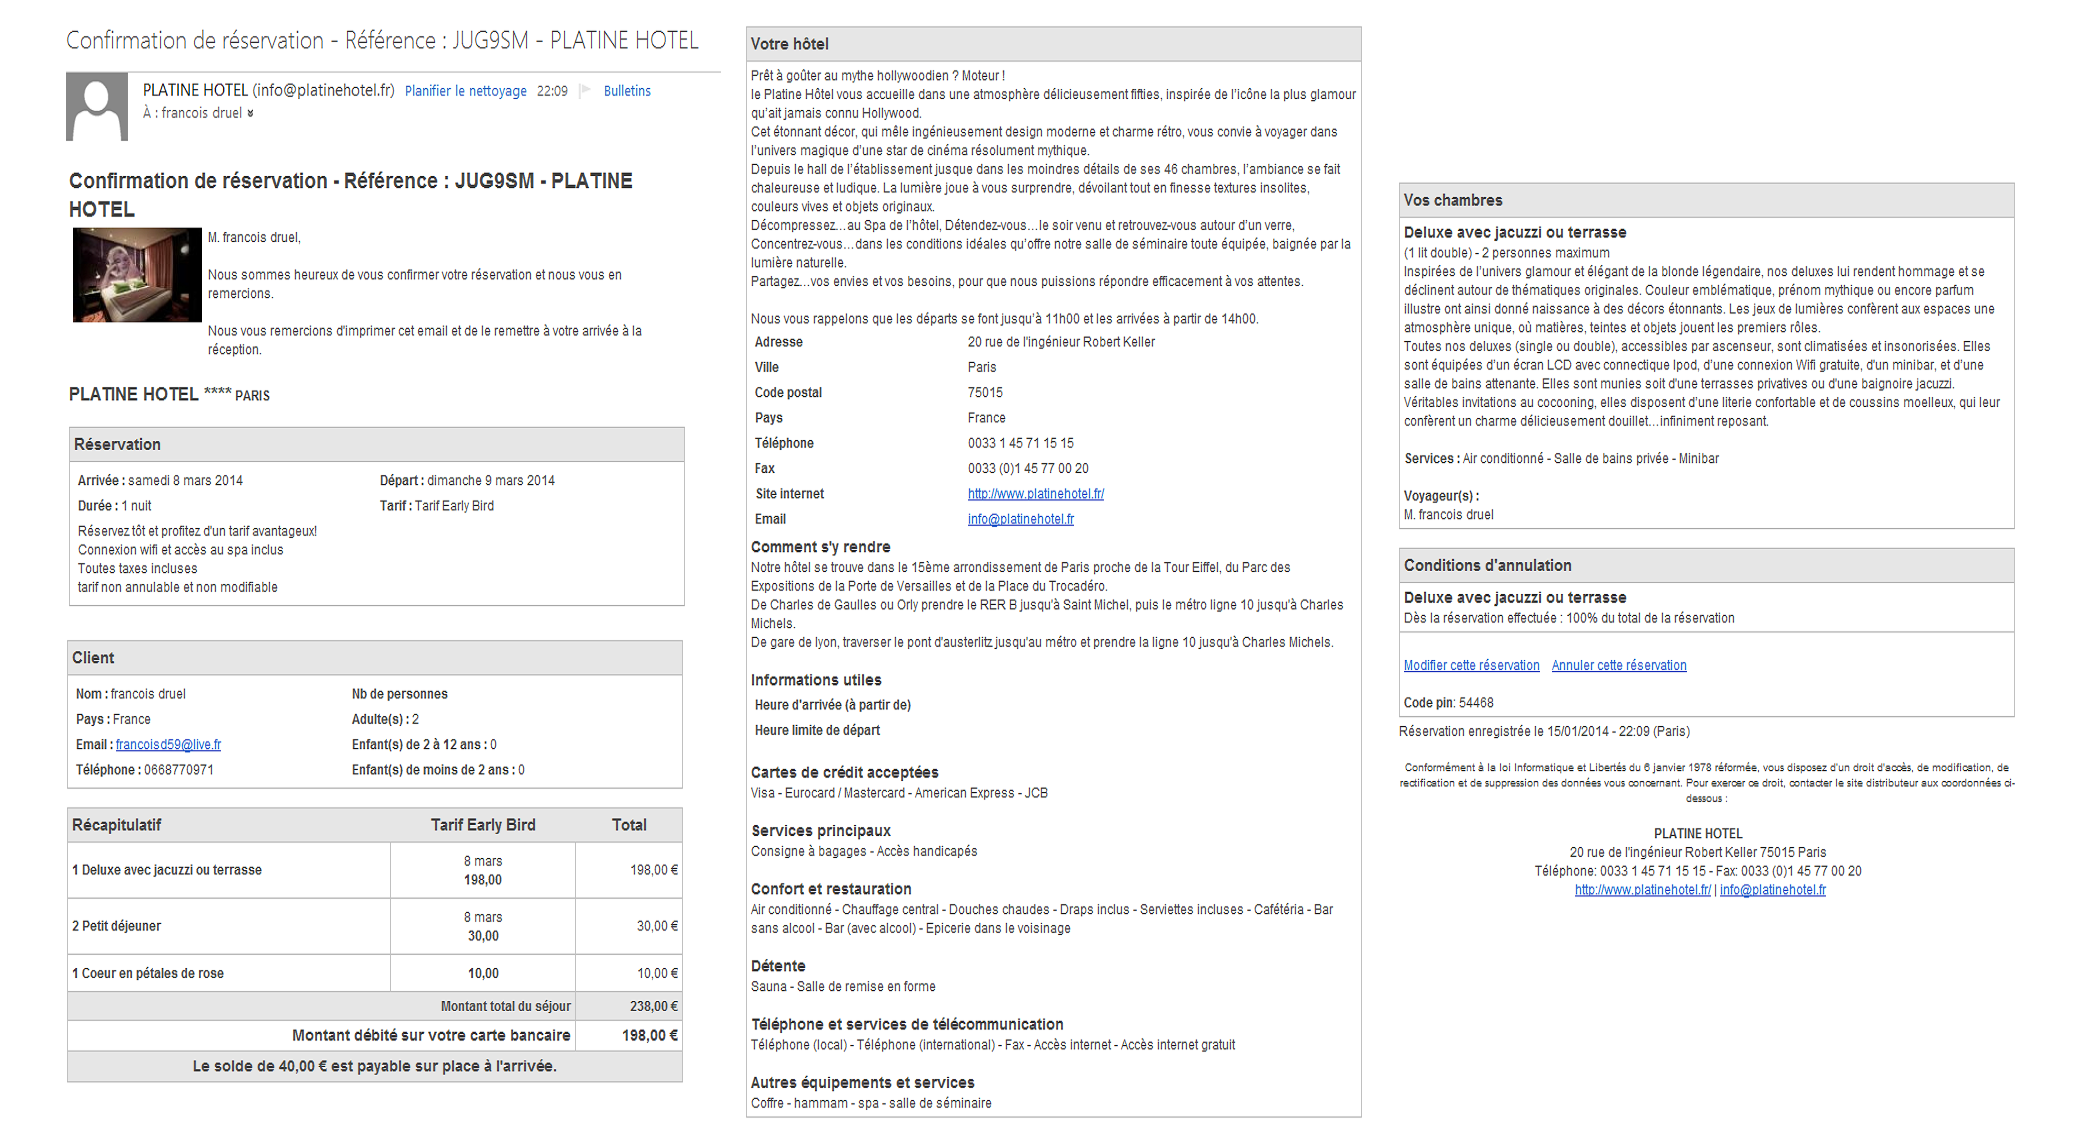 Confirmation de réservation - Référence : JUG9SM - PLATINE HOTEL
PLATINE HOTEL (info@platinehotel.fr) Planifier le nettoyage 22:09 Bulletins
À : francois druel
Confirmation de réservation - Référence : JUG9SM - PLATINE
HOTEL
M. francois druel,
Nous sommes heureux de vous confirmer votre réservation et nous vous en
remercions.
Nous vous remercions d'imprimer cet email et de le remettre à votre arrivée à la
réception.
PLATINE HOTEL **** PARIS
Réservation
Arrivée : samedi 8 mars 2014 Départ : dimanche 9 mars 2014
Durée : 1 nuit Tarif : Tarif Early Bird
Réservez tôt et profitez d'un tarif avantageux!
Connexion wifi et accès au spa inclus
Toutes taxes incluses
tarif non annulable et non modifiable
Client
Nom : francois druel Nb de personnes
Pays : France Adulte(s) : 2
Email : francoisd59@live.fr Enfant(s) de 2 à 12 ans : 0
Téléphone : 0668770971 Enfant(s) de moins de 2 ans : 0
Récapitulatif Tarif Early Bird Total
1 Deluxe avec jacuzzi ou terrasse 8 mars 198,00 198,00 €
2 Petit déjeuner 8 mars 30,00 30,00 €
1 Coeur en pétales de rose 10,00 10,00 €
Montant total du séjour 238,00 €
Montant débité sur votre carte bancaire 198,00 €
Le solde de 40,00 € est payable sur place à l'arrivée.
Votre hôtel
Prêt à goûter au mythe hollywoodien ? Moteur !
le Platine Hôtel vous accueille dans une atmosphère délicieusement fifties, inspirée de l'icône la plus glamour
qu'ait jamais connu Hollywood.
Cet étonnant décor, qui mêle ingénieusement design moderne et charme rétro, vous convie à voyager dans
l'univers magique d'une star de cinéma résolument mythique.
Depuis le hall de l'établissement jusque dans les moindres détails de ses 46 chambres, l'ambiance se fait
chaleureuse et ludique. La lumière joue à vous surprendre, dévoilant tout en finesse textures insolites,
couleurs vives et objets originaux.
Décompressez...au Spa de l'hôtel, Détendez-vous...le soir venu et retrouvez-vous autour d'un verre,
Concentrez-vous...dans les conditions idéales qu'offre notre salle de séminaire toute équipée, baignée par la
lumière naturelle.
Partagez...vos envies et vos besoins, pour que nous puissions répondre efficacement à vos attentes.
Nous vous rappelons que les départs se font jusqu'à 11h00 et les arrivées à partir de 14h00.
Adresse 20 rue de l'ingénieur Robert Keller
Ville Paris
Code postal 75015
Pays France
Téléphone 0033 1 45 71 15 15
Fax 0033 (0)1 45 77 00 20
Site internet http://www.platinehotel.fr/
Email info@platinehotel.fr
Comment s'y rendre
Notre hôtel se trouve dans le 15ème arrondissement de Paris proche de la Tour Eiffel, du Parc des
Expositions de la Porte de Versailles et de la Place du Trocadéro.
De Charles de Gaulles ou Orly prendre le RER B jusqu'à Saint Michel, puis le métro ligne 10 jusqu'à Charles
Michels.
De gare de lyon, traverser le pont d'austerlitz jusqu'au métro et prendre la ligne 10 jusqu'à Charles Michels.
Informations utiles
Heure d'arrivée (à partir de)
Heure limite de départ
Cartes de crédit acceptées
Visa - Eurocard / Mastercard - American Express - JCB
Services principaux
Consigne à bagages - Accès handicapés
Confort et restauration
Air conditionné - Chauffage central - Douches chaudes - Draps inclus - Serviettes incluses - Cafétéria - Bar
sans alcool - Bar (avec alcool) - Epicerie dans le voisinage
Détente
Sauna - Salle de remise en forme
Téléphone et services de télécommunication
Téléphone (local) - Téléphone (international) - Fax - Accès internet - Accès internet gratuit
Autres équipements et services
Coffre - hammam - spa - salle de séminaire
Vos chambres
Deluxe avec jacuzzi ou terrasse
(1 lit double) - 2 personnes maximum
Inspirées de l'univers glamour et élégant de la blonde légendaire, nos deluxes lui rendent hommage et se
déclinent autour de thématiques originales. Couleur emblématique, prénom mythique ou encore parfum
illustre ont ainsi donné naissance à des décors étonnants. Les jeux de lumières confèrent aux espaces une
atmosphère unique, où matières, teintes et objets jouent les premiers rôles.
Toutes nos deluxes (single ou double), accessibles par ascenseur, sont climatisées et insonorisées. Elles
sont équipées d'un écran LCD avec connectique Ipod, d'une connexion Wifi gratuite, d'un minibar, et d'une
salle de bains attenante. Elles sont munies soit d'une terrasses privatives ou d'une baignoire jacuzzi.
Véritables invitations au cocooning, elles disposent d'une literie confortable et de coussins moelleux, qui leur
confèrent un charme délicieusement douillet...infiniment reposant.
Services : Air conditionné - Salle de bains privée - Minibar
Voyageur(s) :
M. francois druel
Conditions d'annulation
Deluxe avec jacuzzi ou terrasse
Dès la réservation effectuée : 100% du total de la réservation
Modifier cette réservation Annuler cette réservation
Code pin: 54468
Réservation enregistrée le 15/01/2014 - 22:09 (Paris)
Conformément à la loi Informatique et Libertés du 6 janvier 1978 réformée, vous disposez d'un droit d'accès, de modification, de
rectification et de suppression des données vous concernant. Pour exercer ce droit, contacter le site distributeur aux coordonnées ci-
dessous :
PLATINE HOTEL
20 rue de l'ingénieur Robert Keller 75015 Paris
Téléphone: 0033 1 45 71 15 15 - Fax: 0033 (0)1 45 77 00 20
http://www.platinehotel.fr/ | info@platinehotel.fr